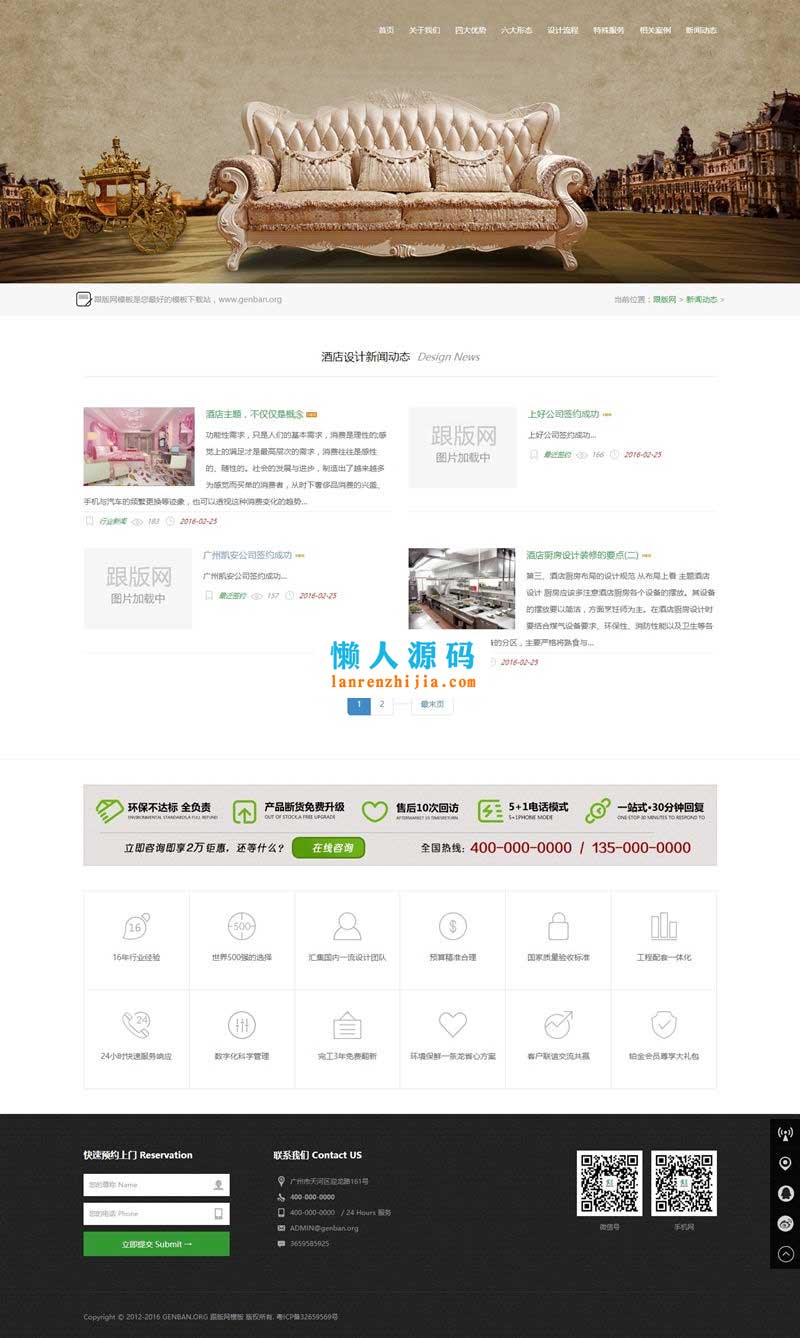 首页 关于我们 四大优势 六大形态 设计流程 特殊服务 相关案例 新闻动态
跟版网模板是您最好的模板下载站，www.genban.org
当前位置：跟版网 > 新闻动态 >
酒店设计新闻动态 Design News
酒店主题，不仅仅是概念
功能性需求，只是人们的基本需求，消费是理性的;感
觉上的满足才是最高层次的需求，消费往往是感性
的、随性的。社会的发展与进步，制造出了越来越多
为感觉而买单的消费者，从时下奢侈品消费的兴盛、
手机与汽车的频繁更换等迹象，也可以透视这种消费变化的趋势...
行业新闻 183 2016-02-25
跟版网
图片加载中
上好公司签约成功
上好公司签约成功...
最近签约 166 2016-02-25
跟版网
图片加载中
广州凯安公司签约成功
广州凯安公司签约成功...
最近签约 157 2016-02-25
酒店厨房设计装修的要点(二)
第三、酒店厨房布局的设计规范 从布局上看 主题酒店
设计 厨房应该多注意酒店厨房各个设备的摆放。其设备
的摆放要以简洁，方面烹饪师为主。在酒店厨房设计时
要结合煤气设备要求、环保性、消防性能以及卫生等各
的分区，主要严格将熟食与...
2016-02-25
懒人源码
lanrenzhijia.com
1 2 最末页
环保不达标 全负责
ENVIRONMENTAL STANDARDS,A FULL REFUND
产品断货免费升级
OUT OF STOCK,A FREE UPGRADE
售后10次回访
AFTERMARKET 10 TIMESRETURN
5+1电话模式
5+1PHONE MODE
一站式·30分钟回复
ONE-STOP-30 MINUTES TO RESPOND TO
立即咨询即享2万钜惠，还等什么？ 在线咨询 全国热线：400-000-0000 / 135-000-0000
16
500
$
16年行业经验 世界500强的选择 汇集国内一流设计团队 预算精准合理 国家质量验收标准 工程配套一体化
24
24小时快速服务响应 数字化科学管理 完工3年免费翻新 环境保鲜一条龙省心方案 客户联谊交流共赢 铂金会员尊享大礼包
快速预约上门 Reservation
您的尊称 Name
您的电话 Phone
立即提交 Submit →
联系我们 Contact US
广州市天河区迎龙路161号
400-000-0000
400-000-0000 / 24 Hours 服务
ADMIN@genban.org
3659585925
微信号 手机网
Copyright © 2012-2016 GENBAN.ORG 跟版网模板 版权所有. 粤ICP备32659569号